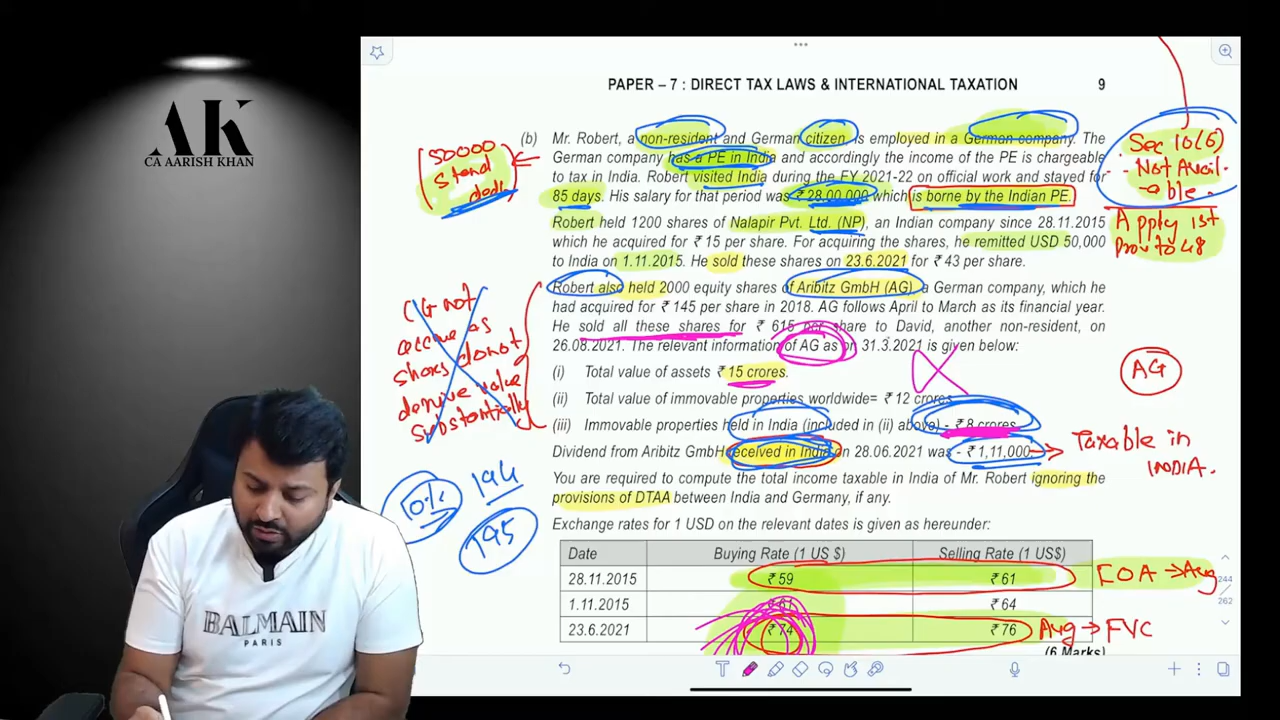 AK
CA AARISH KHAN
BALMAIN
PARIS
PAPER – 7 : DIRECT TAX LAWS & INTERNATIONAL TAXATION 9
(b) Mr. Robert, a non-resident and German citizen, is employed in a German company. The
German company has a PE in India and accordingly the income of the PE is chargeable
to tax in India. Robert visited India during the FY 2021-22 on official work and stayed for
85 days. His salary for that period was ₹ 28,00,000 which is borne by the Indian PE.
Robert held 1200 shares of Nalapir Pvt. Ltd. (NP), an Indian company since 28.11.2015
which he acquired for ₹ 15 per share. For acquiring the shares, he remitted USD 50,000
to India on 1.11.2015. He sold these shares on 23.6.2021 for ₹ 43 per share.
Robert also held 2000 equity shares of Aribitz GmbH (AG) a German company, which he
had acquired for ₹ 145 per share in 2018. AG follows April to March as its financial year.
He sold all these shares for ₹ 615 per share to David, another non-resident, on
26.08.2021. The relevant information of AG as on 31.3.2021 is given below:
(i) Total value of assets ₹ 15 crores.
(ii) Total value of immovable properties worldwide= ₹ 12 crores
(iii) Immovable properties held in India (included in (ii) above) - ₹ 8 crores
Dividend from Aribitz GmbH received in India on 28.06.2021 was - ₹ 1,11,000
You are required to compute the total income taxable in India of Mr. Robert ignoring the
provisions of DTAA between India and Germany, if any.
Exchange rates for 1 USD on the relevant dates is given as hereunder:
Date Buying Rate (1 US $) Selling Rate (1 US$)
28.11.2015 ₹ 59 ₹ 61
1.11.2015 ₹ 64
23.6.2021 ₹ 74 ₹ 76
(6 Marks)
50000
Stand
dedn
CG not
accrue as
shares do not
derive value
substantially
10%
194
195
Sec 10(6)
Not Avail
-able.
Apply 1st
Prov to 48
AG
Taxable in
INDIA.
COA → Avg
Avg → FVC
244
262